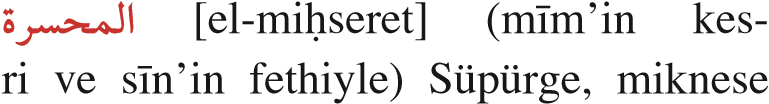 المحسرة [el-miḥseret] (mīm’in kes-
ri ve sīn’in fethiyle) Süpürge, miknese